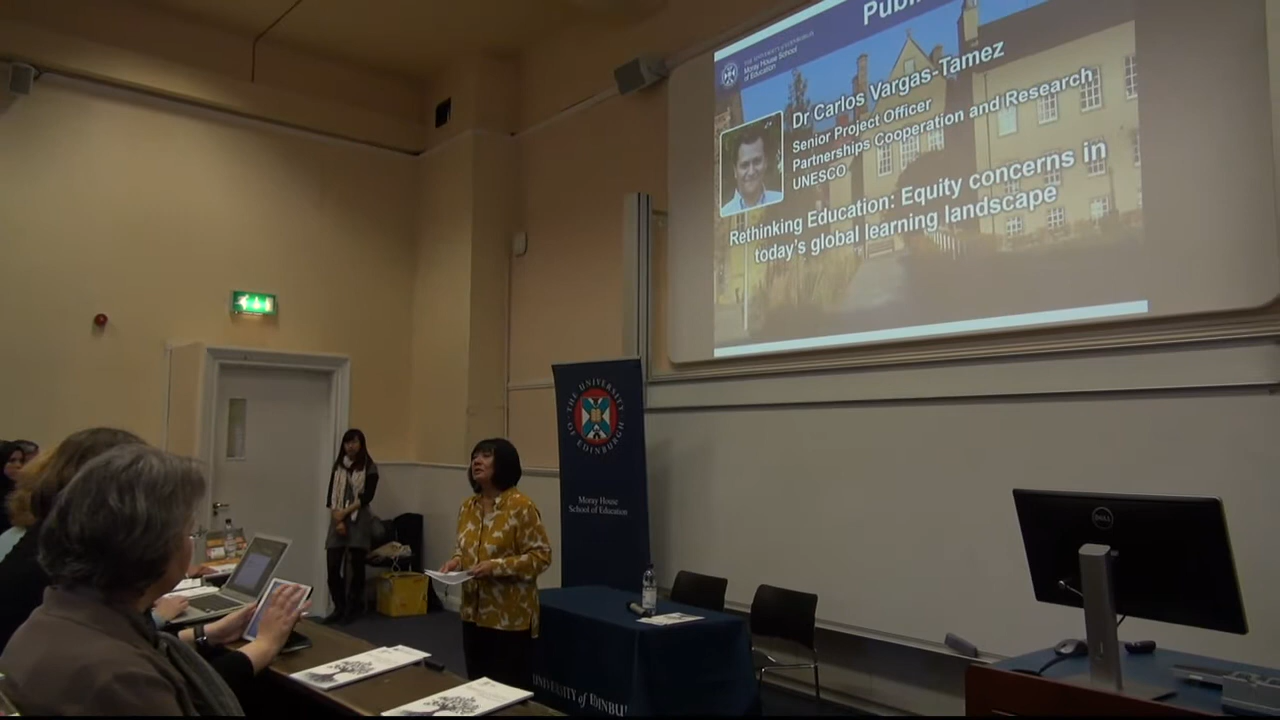 Publi
THE UNIVERSITY of EDINBURGH
Moray House School
of Education
Dr Carlos Vargas-Tamez
Senior Project Officer
Partnerships Cooperation and Research
UNESCO
Rethinking Education: Equity concerns in
today's global learning landscape
THE UNIVERSITY OF EDINBURGH
Moray House
School of Education
UNIVERSITY of EDINBU
DELL